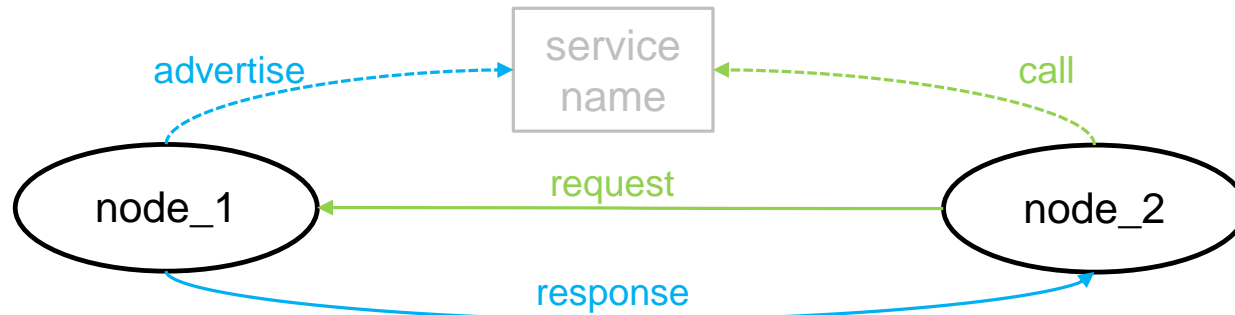 service
name
advertise
call
request
node_1
node_2
response